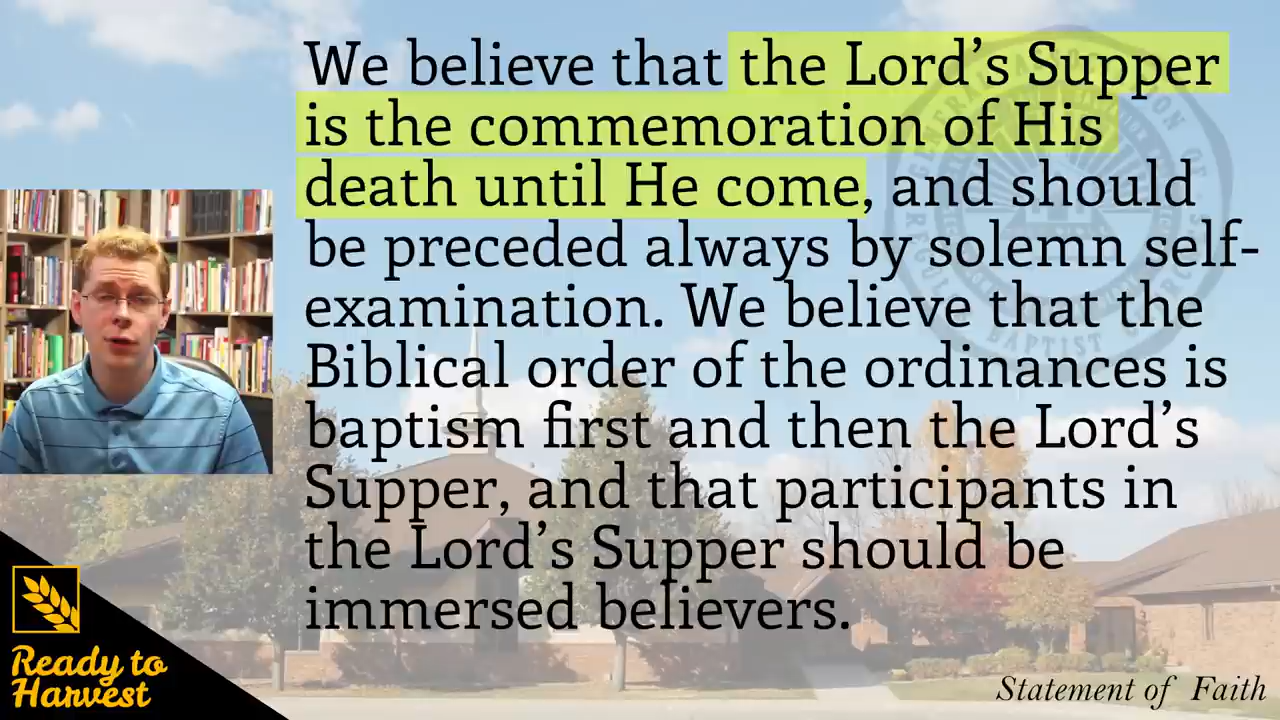 We believe that the Lord's Supper
is the commemoration of His
death until He come, and should
be preceded always by solemn self-
examination. We believe that the
Biblical order of the ordinances is
baptism first and then the Lord's
Supper, and that participants in
the Lord's Supper should be
immersed believers.
Ready to
Harvest
Statement of Faith